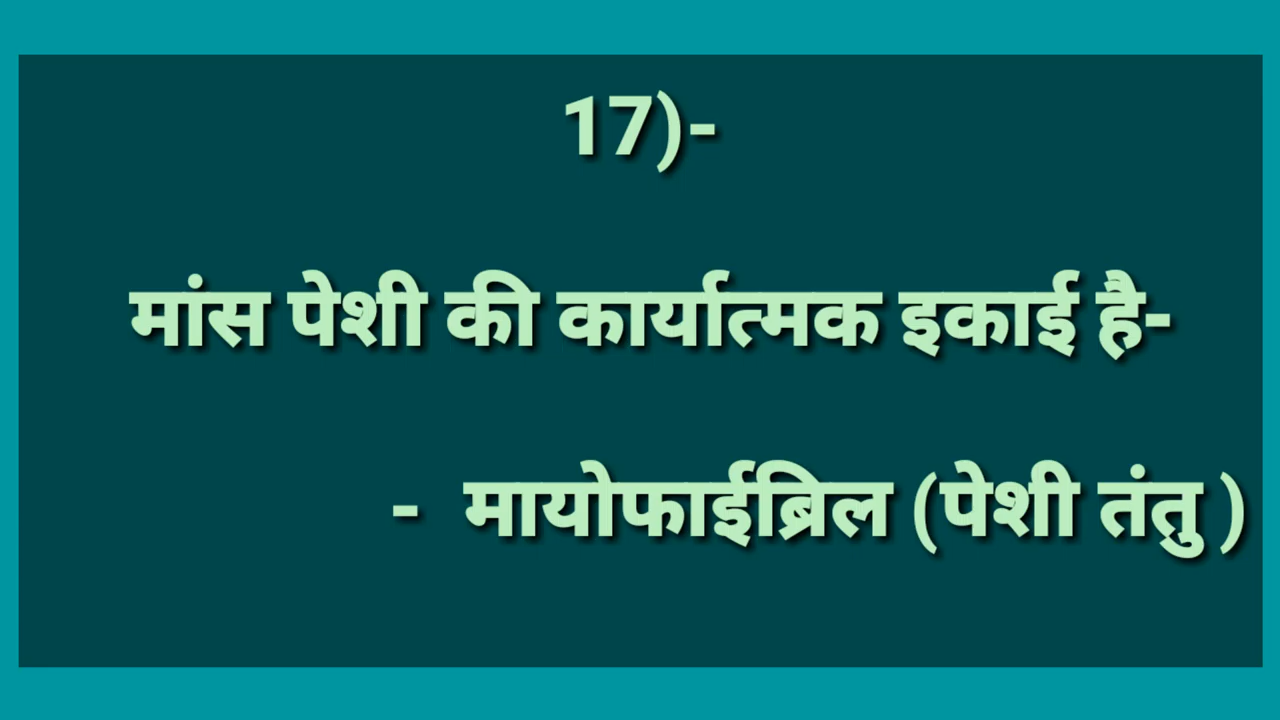 17)-
मांस पेशी की कार्यात्मक इकाई है-
- मायोफाईब्रिल (पेशी तंतु )